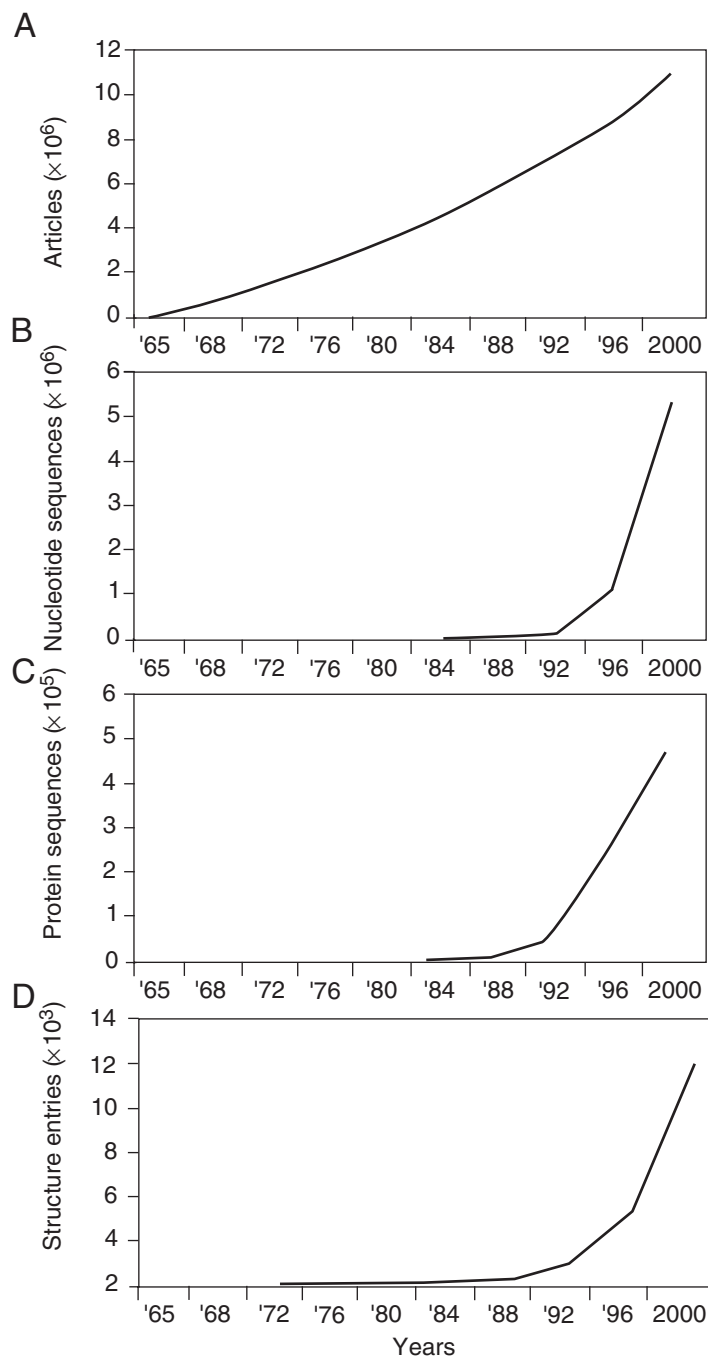 A
Articles (×10⁶)
12
10
8
6
4
2
0
'65 '68 '72 '76 '80 '84 '88 '92 '96 2000
B
Nucleotide sequences (×10⁶)
6
5
4
3
2
1
0
'65 '68 '72 '76 '80 '84 '88 '92 '96 2000
C
Protein sequences (×10⁵)
6
5
4
3
2
1
0
'65 '68 '72 '76 '80 '84 '88 '92 '96 2000
D
Structure entries (×10³)
14
12
10
8
6
4
2
'65 '68 '72 '76 '80 '84 '88 '92 '96 2000
Years